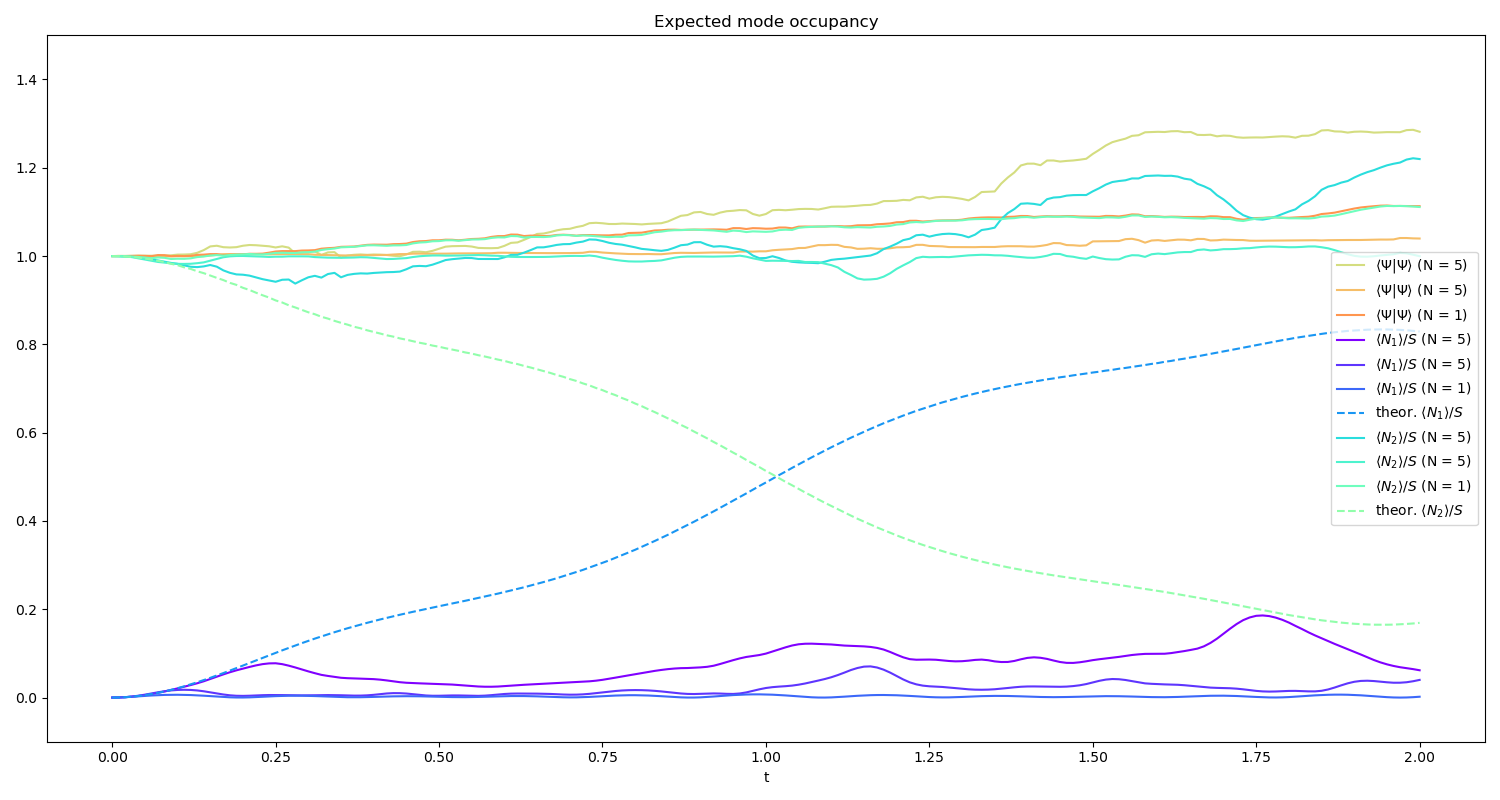 Expected mode occupancy
1.4
1.2
1.0
0.8
0.6
0.4
0.2
0.0
⟨Ψ|Ψ⟩ (N = 5)
⟨Ψ|Ψ⟩ (N = 5)
⟨Ψ|Ψ⟩ (N = 1)
⟨N₁⟩/S (N = 5)
⟨N₁⟩/S (N = 5)
⟨N₁⟩/S (N = 1)
theor. ⟨N₁⟩/S
⟨N₂⟩/S (N = 5)
⟨N₂⟩/S (N = 5)
⟨N₂⟩/S (N = 1)
theor. ⟨N₂⟩/S
0.00 0.25 0.50 0.75 1.00 1.25 1.50 1.75 2.00
t